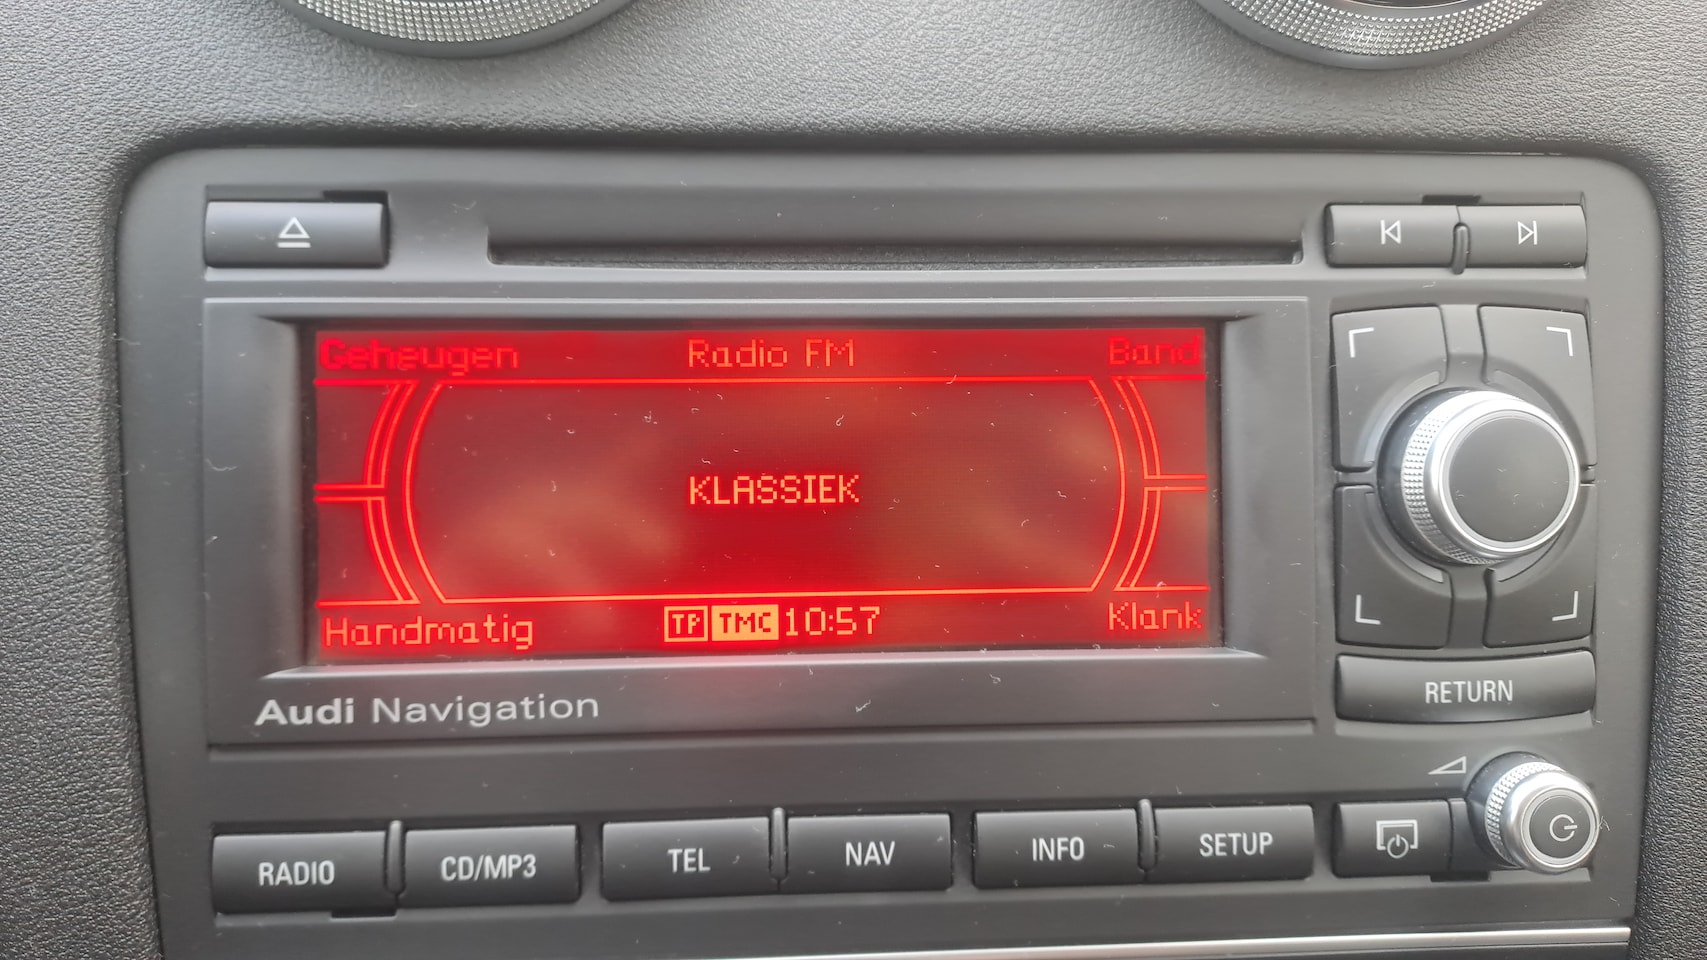 Geheugen Radio FM Band
KLASSIEK
Handmatig TP TMC 10:57 Klank
Audi Navigation
RETURN
RADIO CD/MP3 TEL NAV INFO SETUP